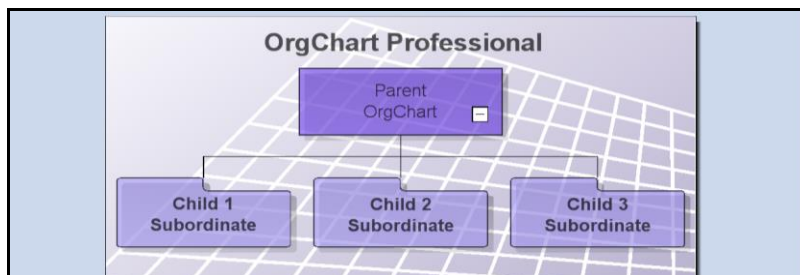 OrgChart Professional
Parent
OrgChart
Child 1
Subordinate
Child 2
Subordinate
Child 3
Subordinate